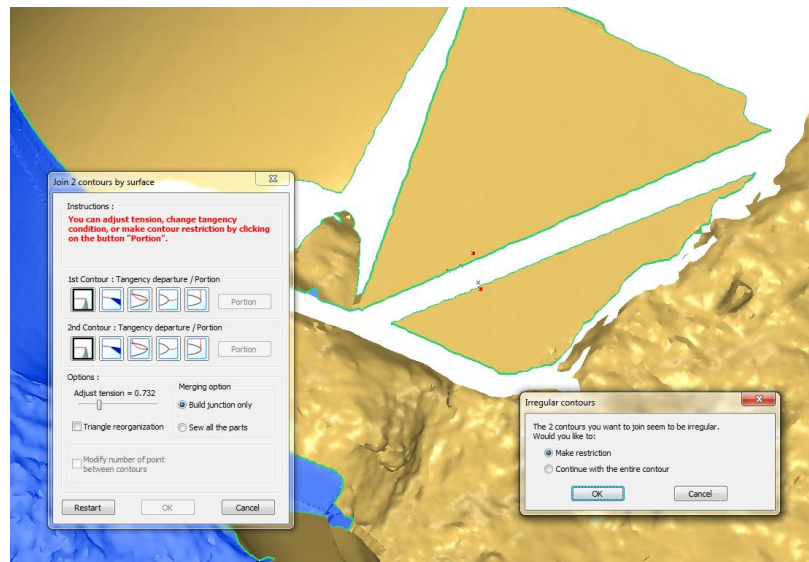 Join 2 contours by surface
Instructions :
You can adjust tension, change tangency
condition, or make contour restriction by clicking
on the button "Portion".
1st Contour : Tangency departure / Portion
Portion
2nd Contour : Tangency departure / Portion
Portion
Options :
Adjust tension = 0.732
Merging option
Build junction only
Triangle reorganization
Sew all the parts
Modify number of point
between contours
Restart
OK
Cancel
Irregular contours
The 2 contours you want to join seem to be irregular.
Would you like to:
Make restriction
Continue with the entire contour
OK
Cancel